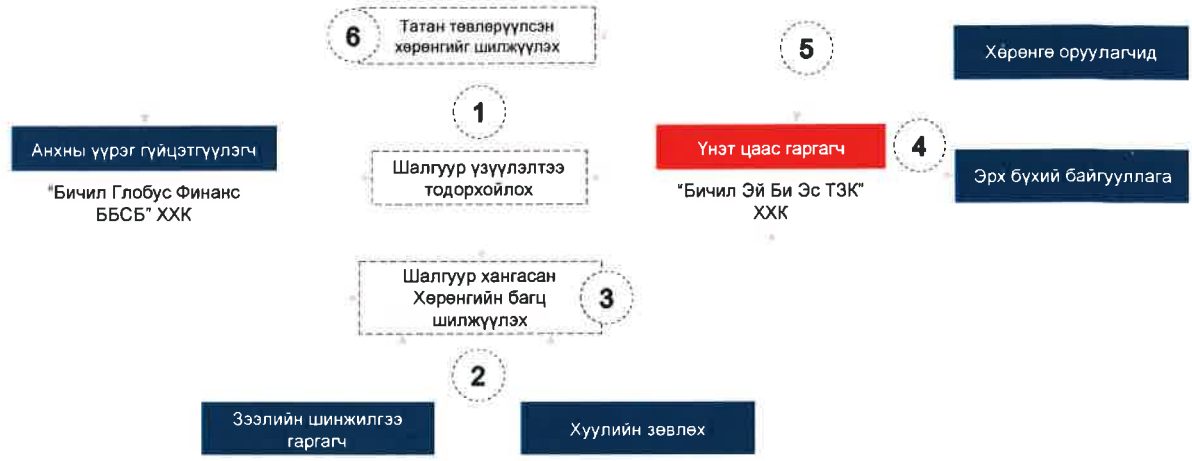 6
Татан төвлөрүүлсэн
хөрөнгийг шилжүүлэх
5
Хөрөнгө оруулагчид
1
Анхны үүрэг гүйцэтгүүлэгч
"Бичил Глобус Финанс
ББСБ" ХХК
Шалгуур үзүүлэлтээ
тодорхойлох
Үнэт цаас гаргагч
4
"Бичил Эй Би Эс ТЗК"
ХХК
Эрх бүхий байгууллага
Шалгуур хангасан
Хөрөнгийн багц
шилжүүлэх
3
2
Зээлийн шинжилгээ
гаргагч
Хуулийн зөвлөх